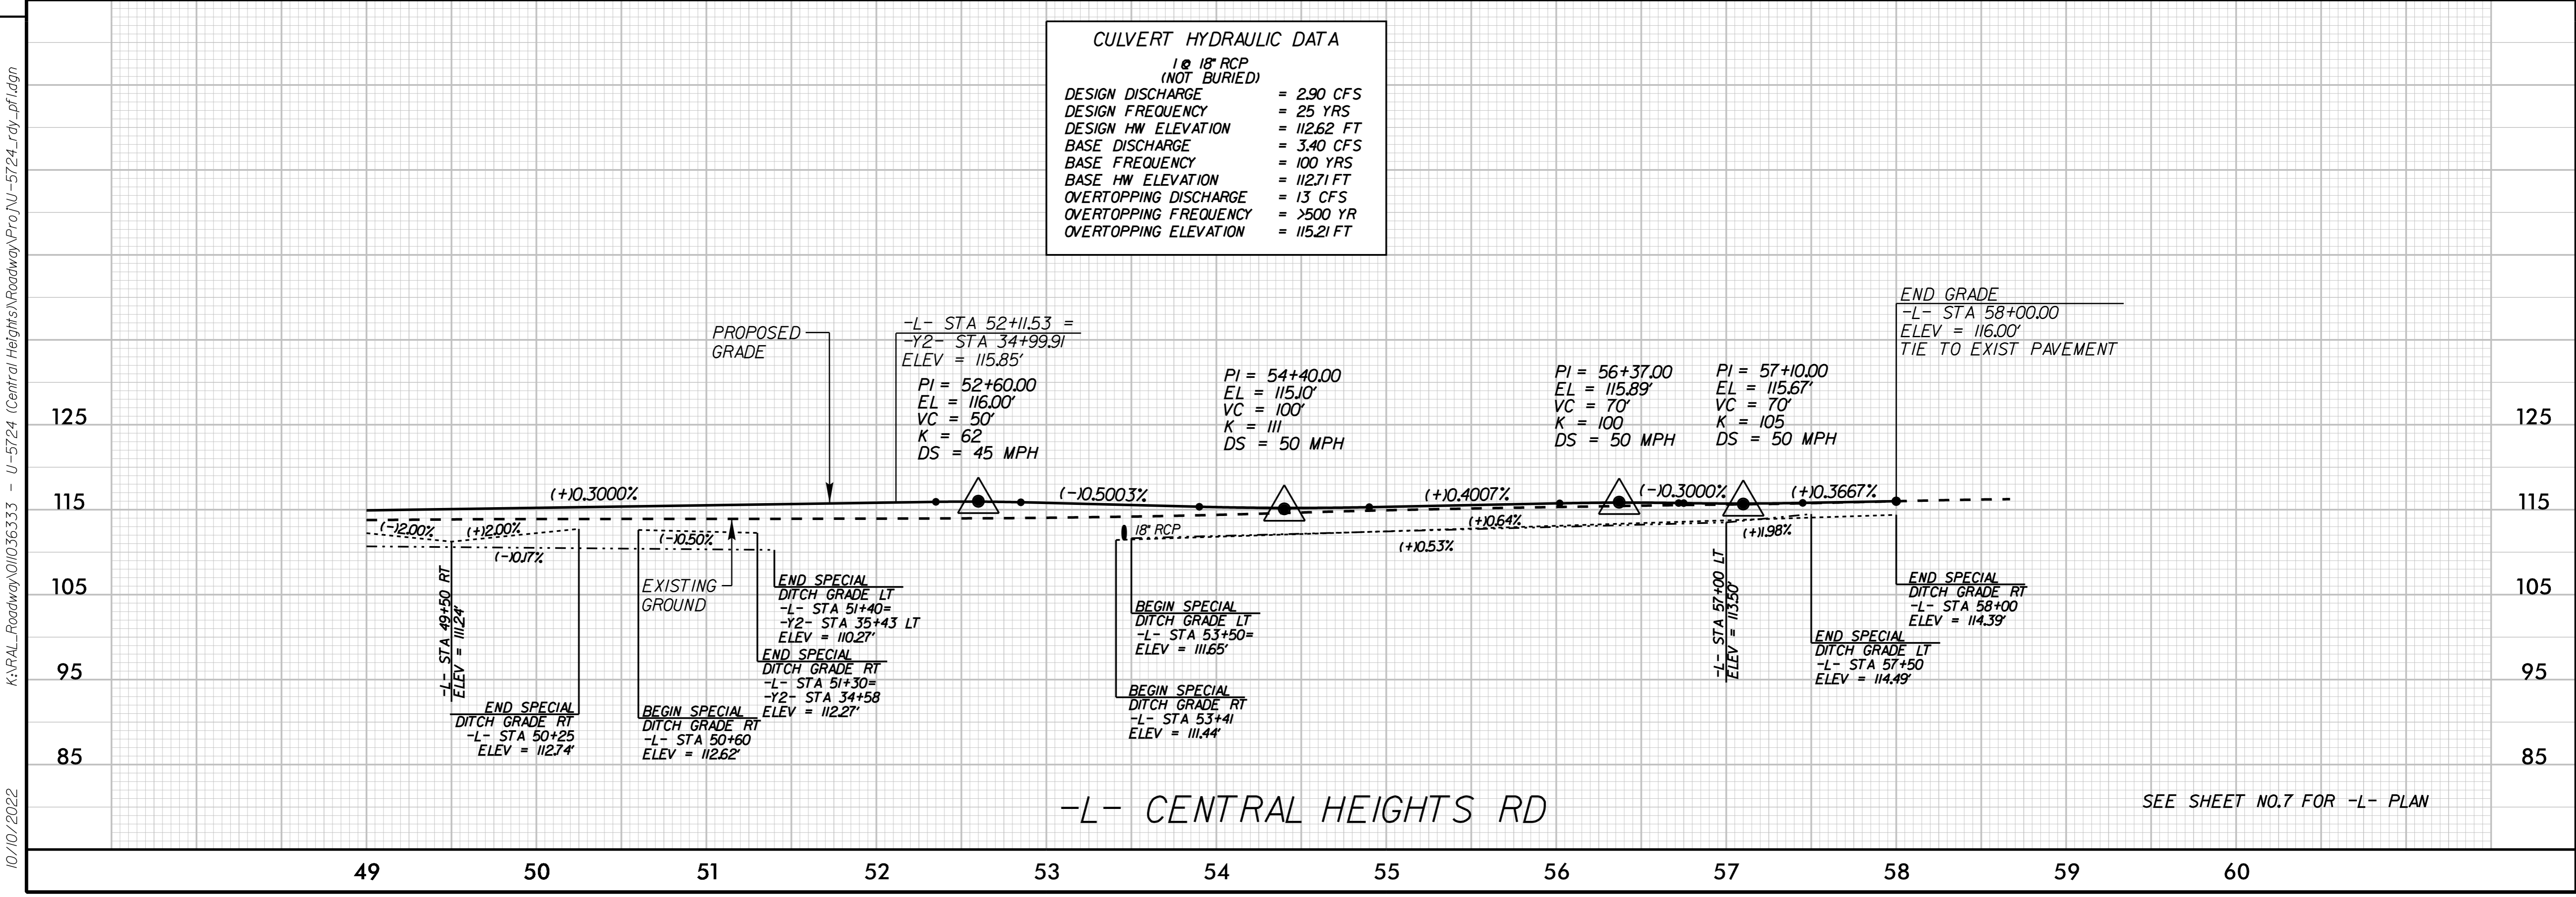 CULVERT HYDRAULIC DATA
1 @ 18" RCP
(NOT BURIED)
DESIGN DISCHARGE = 2.90 CFS
DESIGN FREQUENCY = 25 YRS
DESIGN HW ELEVATION = 112.62 FT
BASE DISCHARGE = 3.40 CFS
BASE FREQUENCY = 100 YRS
BASE HW ELEVATION = 112.71 FT
OVERTOPPING DISCHARGE = 13 CFS
OVERTOPPING FREQUENCY = >500 YR
OVERTOPPING ELEVATION = 115.21 FT
PROPOSED
GRADE
-L- STA 52+11.53 =
-Y2- STA 34+99.91
ELEV = 115.85'
PI = 52+60.00
EL = 116.00'
VC = 50'
K = 62
DS = 45 MPH
PI = 54+40.00
EL = 115.10'
VC = 100'
K = 111
DS = 50 MPH
PI = 56+37.00
EL = 115.89'
VC = 70'
K = 100
DS = 50 MPH
PI = 57+10.00
EL = 115.67'
VC = 70'
K = 105
DS = 50 MPH
END GRADE
-L- STA 58+00.00
ELEV = 116.00'
TIE TO EXIST PAVEMENT
125
125
115
115
105
105
95
95
85
85
(+)0.3000%
(-)0.5003%
(+)0.4007%
(-)0.3000%
(+)0.3667%
(-)2.00%
(+)2.00%
(-)0.17%
(-)0.50%
18" RCP
(+)0.64%
(+)0.53%
(+)1.98%
-L- STA 49+50 RT
ELEV = 111.24'
END SPECIAL
DITCH GRADE RT
-L- STA 50+25
ELEV = 112.74'
BEGIN SPECIAL
DITCH GRADE RT
-L- STA 50+60
ELEV = 112.62'
EXISTING
GROUND
END SPECIAL
DITCH GRADE LT
-L- STA 51+40=
-Y2- STA 35+43 LT
ELEV = 110.27'
END SPECIAL
DITCH GRADE RT
-L- STA 51+30=
-Y2- STA 34+58
ELEV = 112.27'
BEGIN SPECIAL
DITCH GRADE LT
-L- STA 53+50=
ELEV = 111.65'
BEGIN SPECIAL
DITCH GRADE RT
-L- STA 53+41
ELEV = 111.44'
-L- STA 57+00 LT
ELEV = 113.50'
END SPECIAL
DITCH GRADE LT
-L- STA 57+50
ELEV = 114.49'
END SPECIAL
DITCH GRADE RT
-L- STA 58+00
ELEV = 114.39'
-L- CENTRAL HEIGHTS RD
SEE SHEET NO.7 FOR -L- PLAN
49 50 51 52 53 54 55 56 57 58 59 60
10/10/2022
K:\RAL_Roadway\011036333 - U-5724 (Central Heights)\Roadway\Proj\U-5724_rdy_pfl.dgn